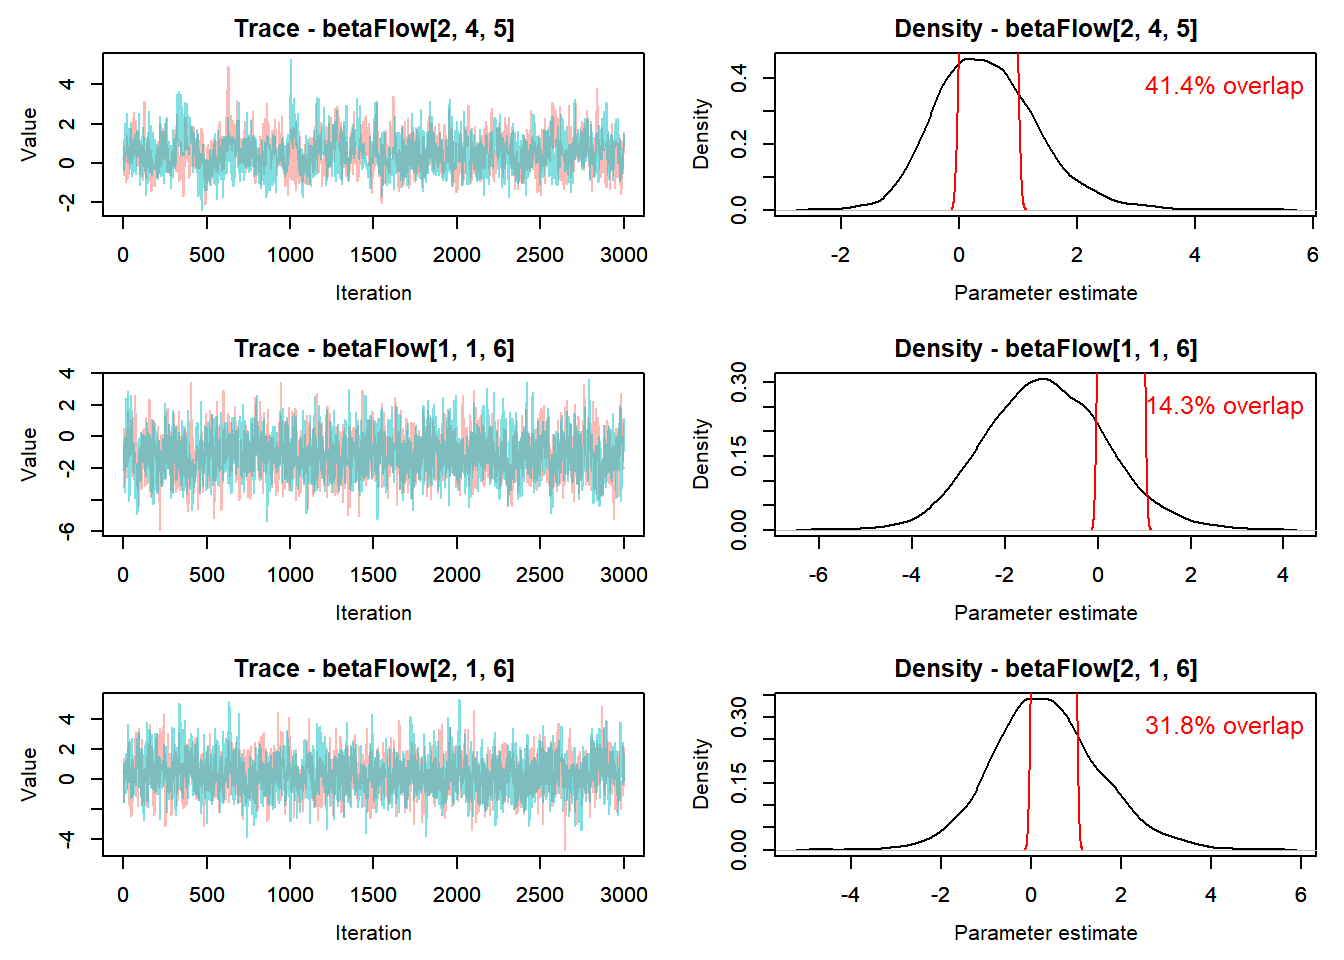 Trace - betaFlow[2, 4, 5]
Value
4
2
0
-2
0 500 1000 1500 2000 2500 3000
Iteration
Density - betaFlow[2, 4, 5]
Density
0.4
0.2
0.0
41.4% overlap
-2 0 2 4 6
Parameter estimate
Trace - betaFlow[1, 1, 6]
Value
4
2
0
-2
-6
0 500 1000 1500 2000 2500 3000
Iteration
Density - betaFlow[1, 1, 6]
Density
0.30
0.15
0.00
14.3% overlap
-6 -4 -2 0 2 4
Parameter estimate
Trace - betaFlow[2, 1, 6]
Value
4
2
0
-4
0 500 1000 1500 2000 2500 3000
Iteration
Density - betaFlow[2, 1, 6]
Density
0.30
0.15
0.00
31.8% overlap
-4 -2 0 2 4 6
Parameter estimate